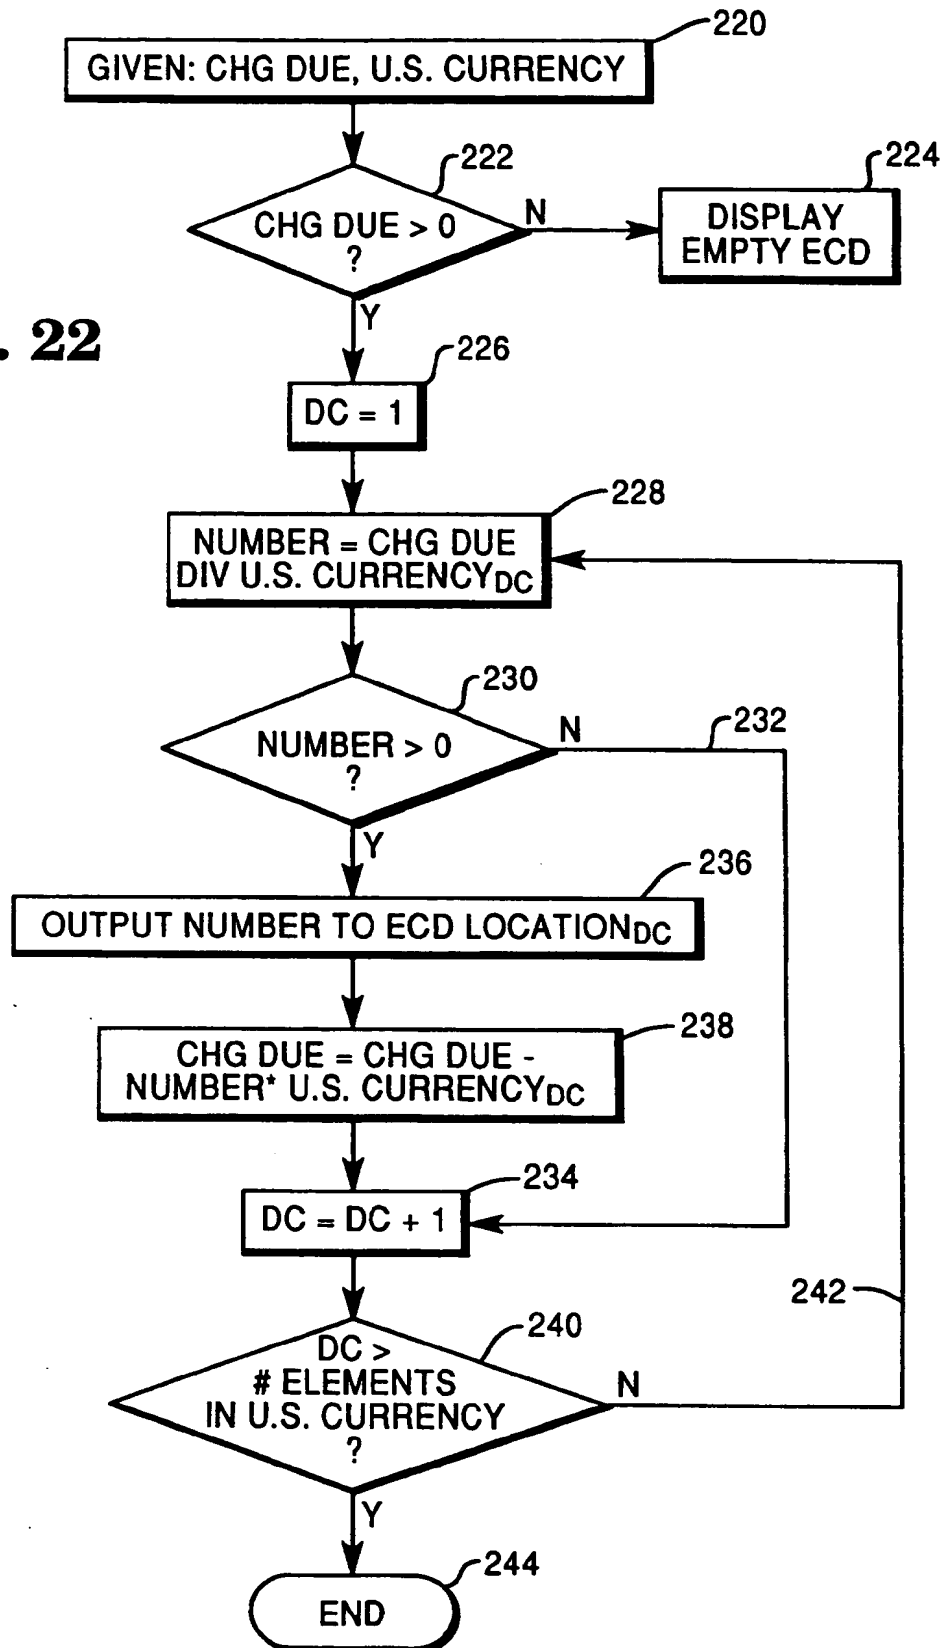 220
GIVEN: CHG DUE, U.S. CURRENCY
222
224
CHG DUE > 0
?
N
DISPLAY
EMPTY ECD
Y
. 22
226
DC = 1
228
NUMBER = CHG DUE
DIV U.S. CURRENCYDC
230
NUMBER > 0
?
N
232
Y
236
OUTPUT NUMBER TO ECD LOCATIONDC
238
CHG DUE = CHG DUE -
NUMBER* U.S. CURRENCYDC
234
DC = DC + 1
242
240
DC >
# ELEMENTS
IN U.S. CURRENCY
?
N
Y
244
END